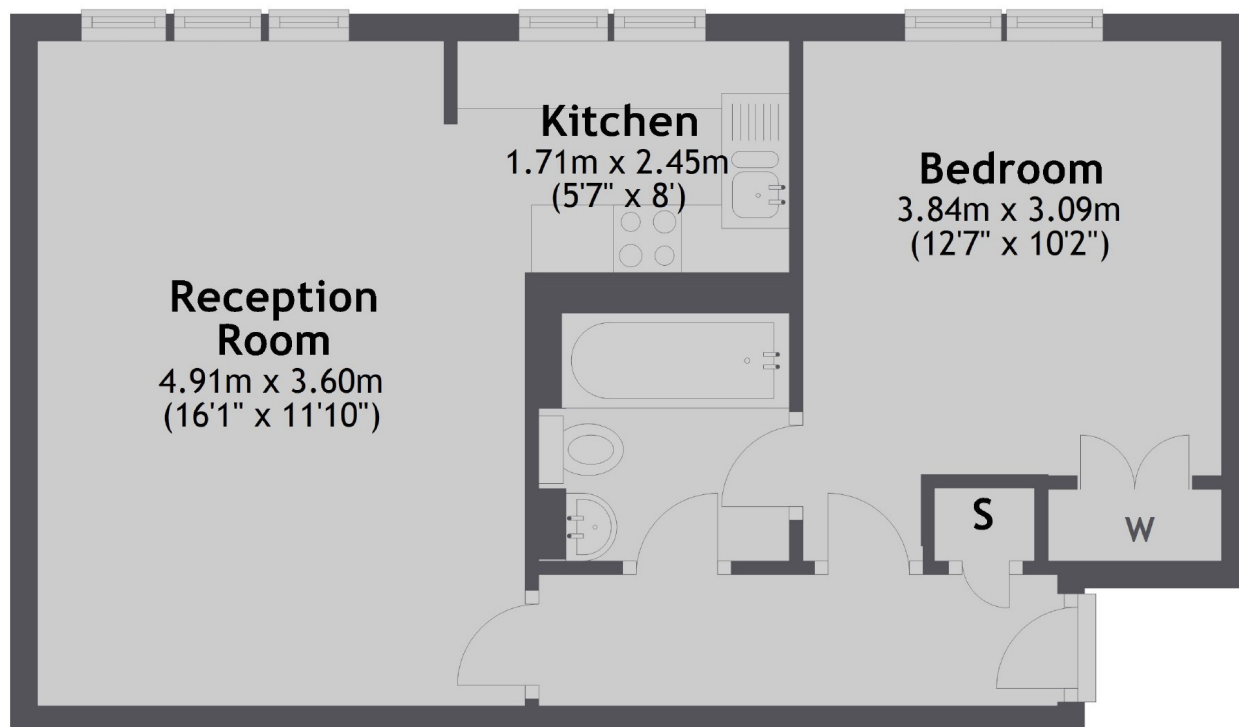 Kitchen
1.71m x 2.45m
(5'7" x 8')
Bedroom
3.84m x 3.09m
(12'7" x 10'2")
Reception
Room
4.91m x 3.60m
(16'1" x 11'10")
S
W